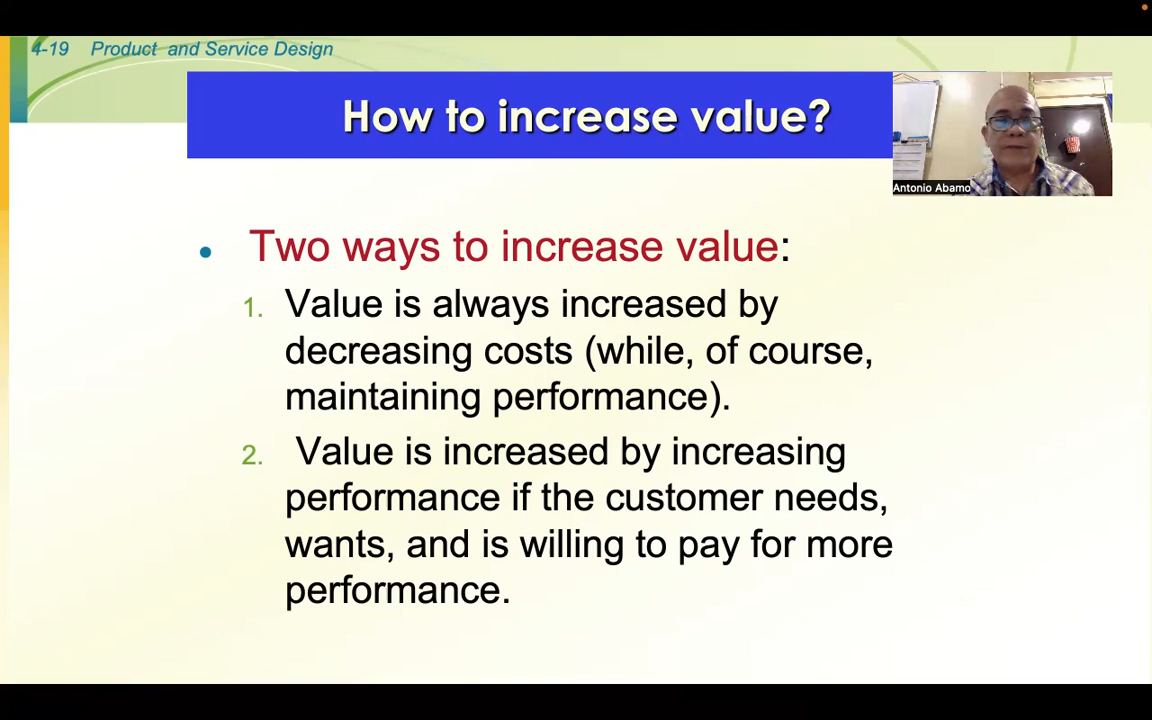 4-19 Product and Service Design
How to increase value?
Antonio Abamo
• Two ways to increase value:
1. Value is always increased by
decreasing costs (while, of course,
maintaining performance).
2. Value is increased by increasing
performance if the customer needs,
wants, and is willing to pay for more
performance.